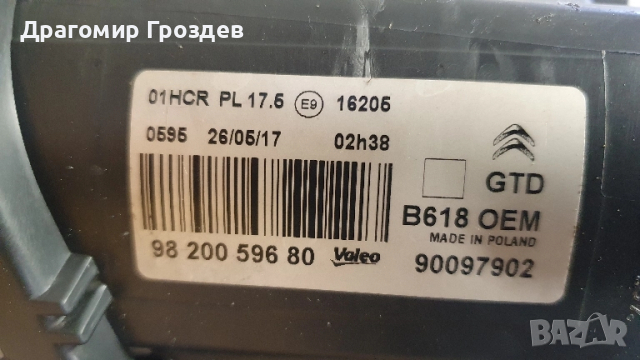 Драгомир Гроздев
01HCR PL 17.5 E9 16205
0595 26/05/17 02h38
GTD
B618 OEM
MADE IN POLAND
98 200 596 80 Valeo 90097902
BAZAR